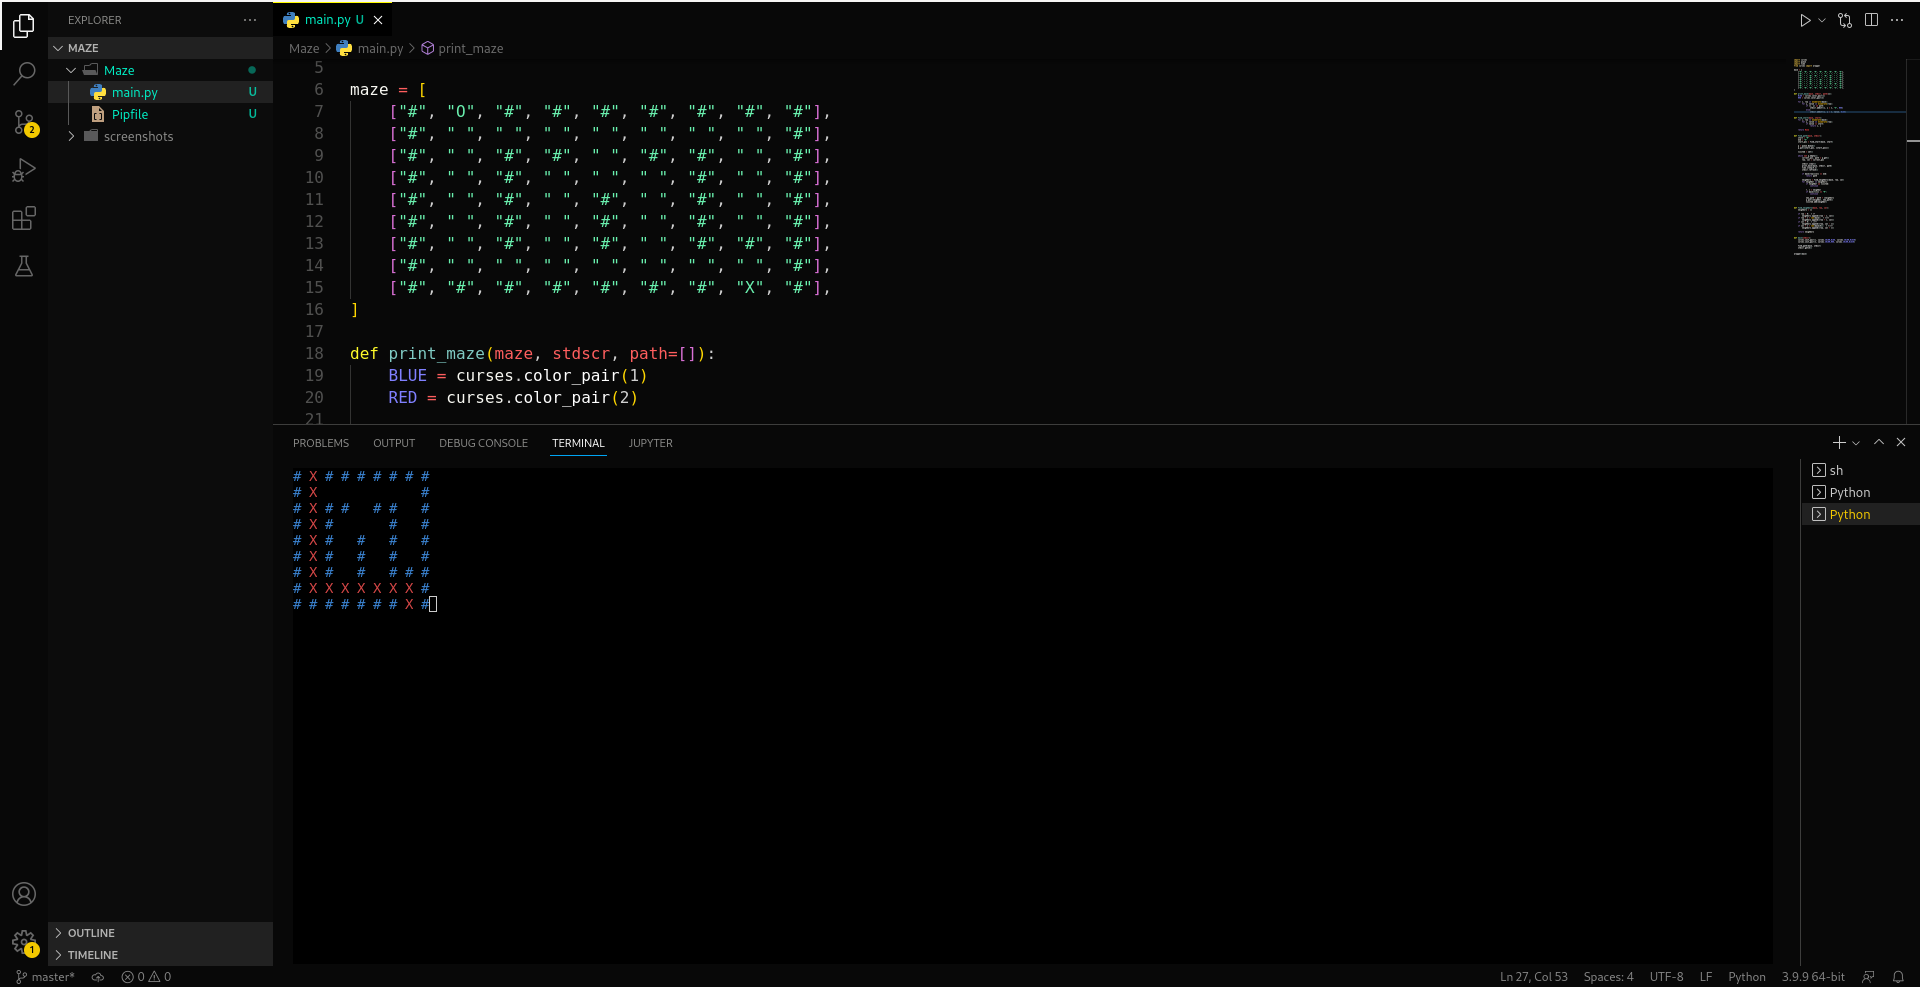 EXPLORER
MAZE
Maze
main.py U
Pipfile U
screenshots
2
OUTLINE
TIMELINE
1
main.py U
Maze > main.py > print_maze
5
6 maze = [
7     ["#", "O", "#", "#", "#", "#", "#", "#", "#"],
8     ["#", " ", " ", " ", " ", " ", " ", " ", "#"],
9     ["#", " ", "#", "#", " ", "#", "#", " ", "#"],
10     ["#", " ", "#", " ", " ", " ", "#", " ", "#"],
11     ["#", " ", "#", " ", "#", " ", "#", " ", "#"],
12     ["#", " ", "#", " ", "#", " ", "#", " ", "#"],
13     ["#", " ", "#", " ", "#", " ", "#", "#", "#"],
14     ["#", " ", " ", " ", " ", " ", " ", " ", "#"],
15     ["#", "#", "#", "#", "#", "#", "#", "X", "#"],
16 ]
17
18 def print_maze(maze, stdscr, path=[]):
19     BLUE = curses.color_pair(1)
20     RED = curses.color_pair(2)
21
PROBLEMS OUTPUT DEBUG CONSOLE TERMINAL JUPYTER
# X # # # # # # #
# X             #
# X # #   # #   #
# X #       #   #
# X #   #   #   #
# X #   #   #   #
# X #   #   # # #
# X X X X X X X #
# # # # # # # X #
sh
Python
Python
master* 0 0 Ln 27, Col 53 Spaces: 4 UTF-8 LF Python 3.9.9 64-bit